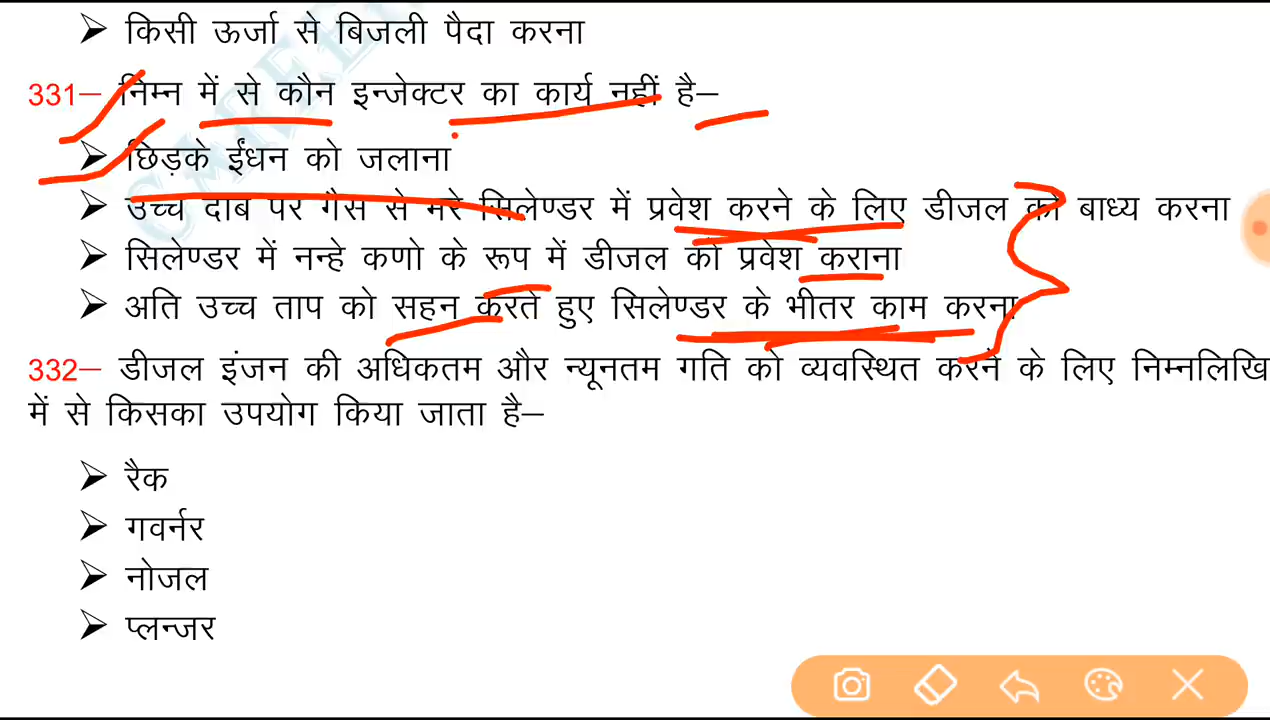 ➢ किसी ऊर्जा से बिजली पैदा करना
331– निम्न में से कौन इन्जेक्टर का कार्य नहीं है–
➢ छिड़के ईंधन को जलाना
➢ उच्च दाब पर गैस से भरे सिलेण्डर में प्रवेश करने के लिए डीजल को बाध्य करना
➢ सिलेण्डर में नन्हे कणो के रूप में डीजल को प्रवेश कराना
➢ अति उच्च ताप को सहन करते हुए सिलेण्डर के भीतर काम करना
332– डीजल इंजन की अधिकतम और न्यूनतम गति को व्यवस्थित करने के लिए निम्नलिखि
में से किसका उपयोग किया जाता है–
➢ रैक
➢ गवर्नर
➢ नोजल
➢ प्लन्जर